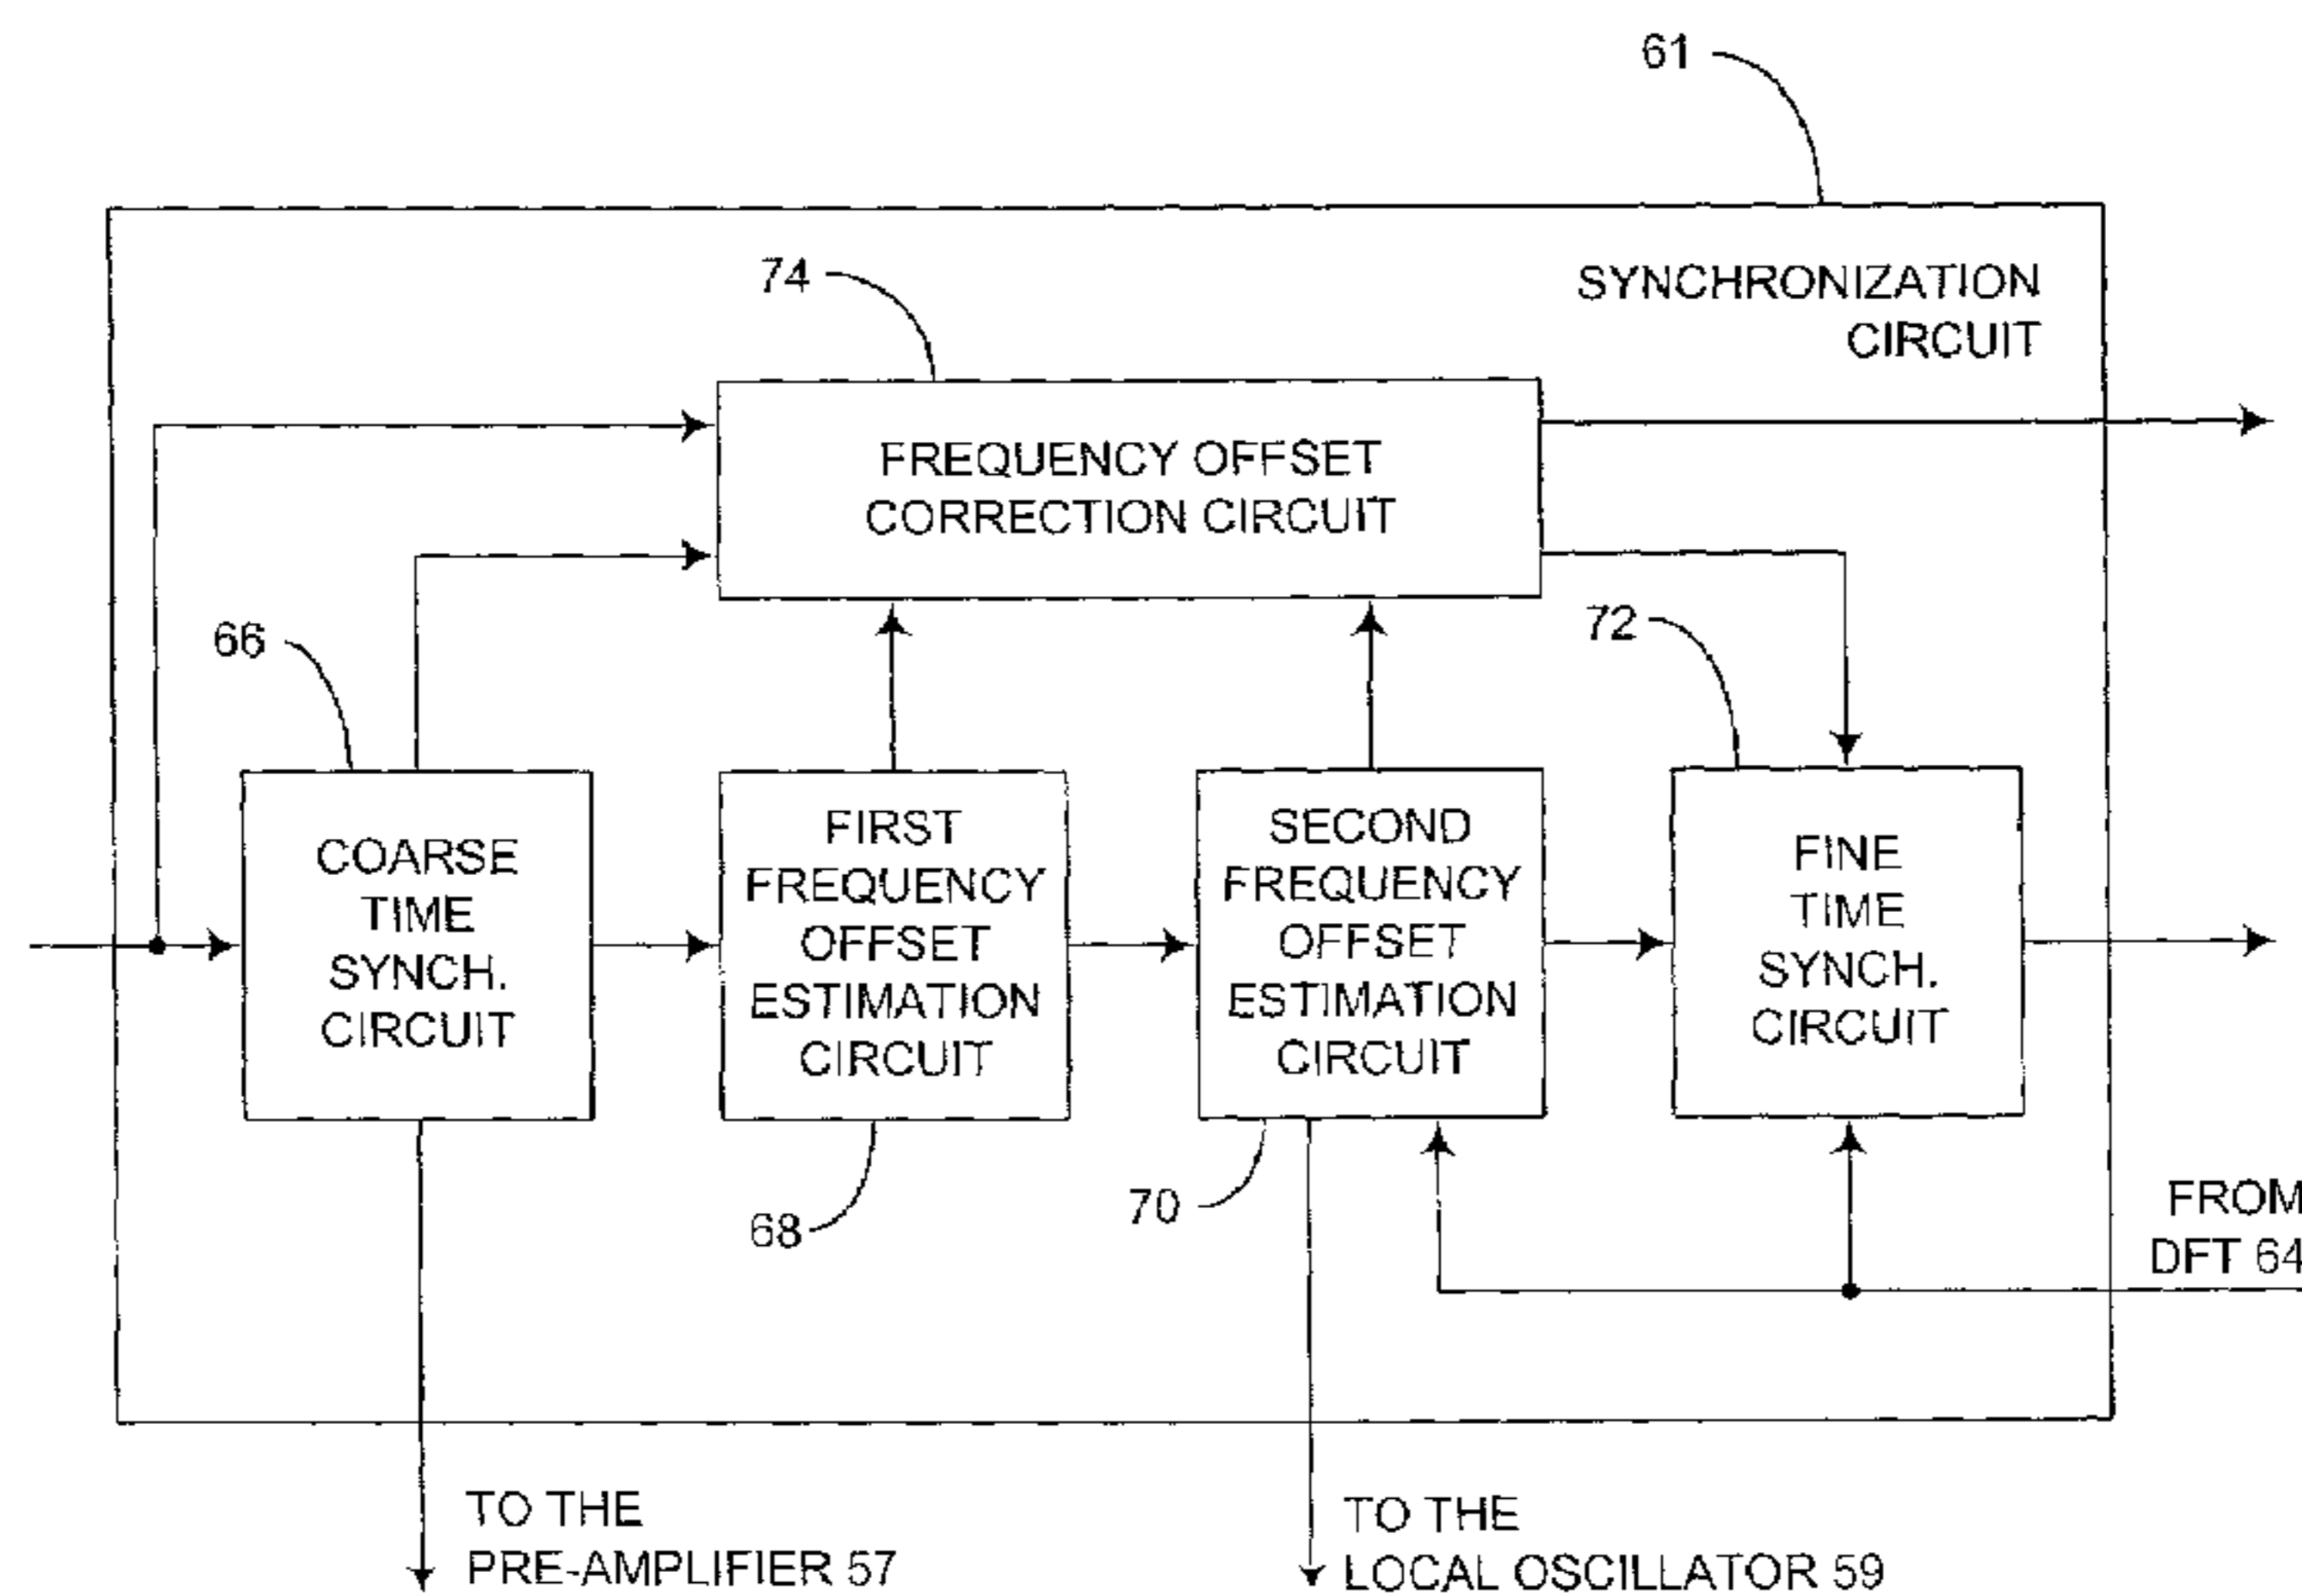 61
SYNCHRONIZATION
CIRCUIT
74
FREQUENCY OFFSET
CORRECTION CIRCUIT
66
72
COARSE
TIME
SYNCH.
CIRCUIT
FIRST
FREQUENCY
OFFSET
ESTIMATION
CIRCUIT
SECOND
FREQUENCY
OFFSET
ESTIMATION
CIRCUIT
FINE
TIME
SYNCH.
CIRCUIT
68
70
FROM
DFT 64
TO THE
PRE-AMPLIFIER 57
TO THE
LOCAL OSCILLATOR 59